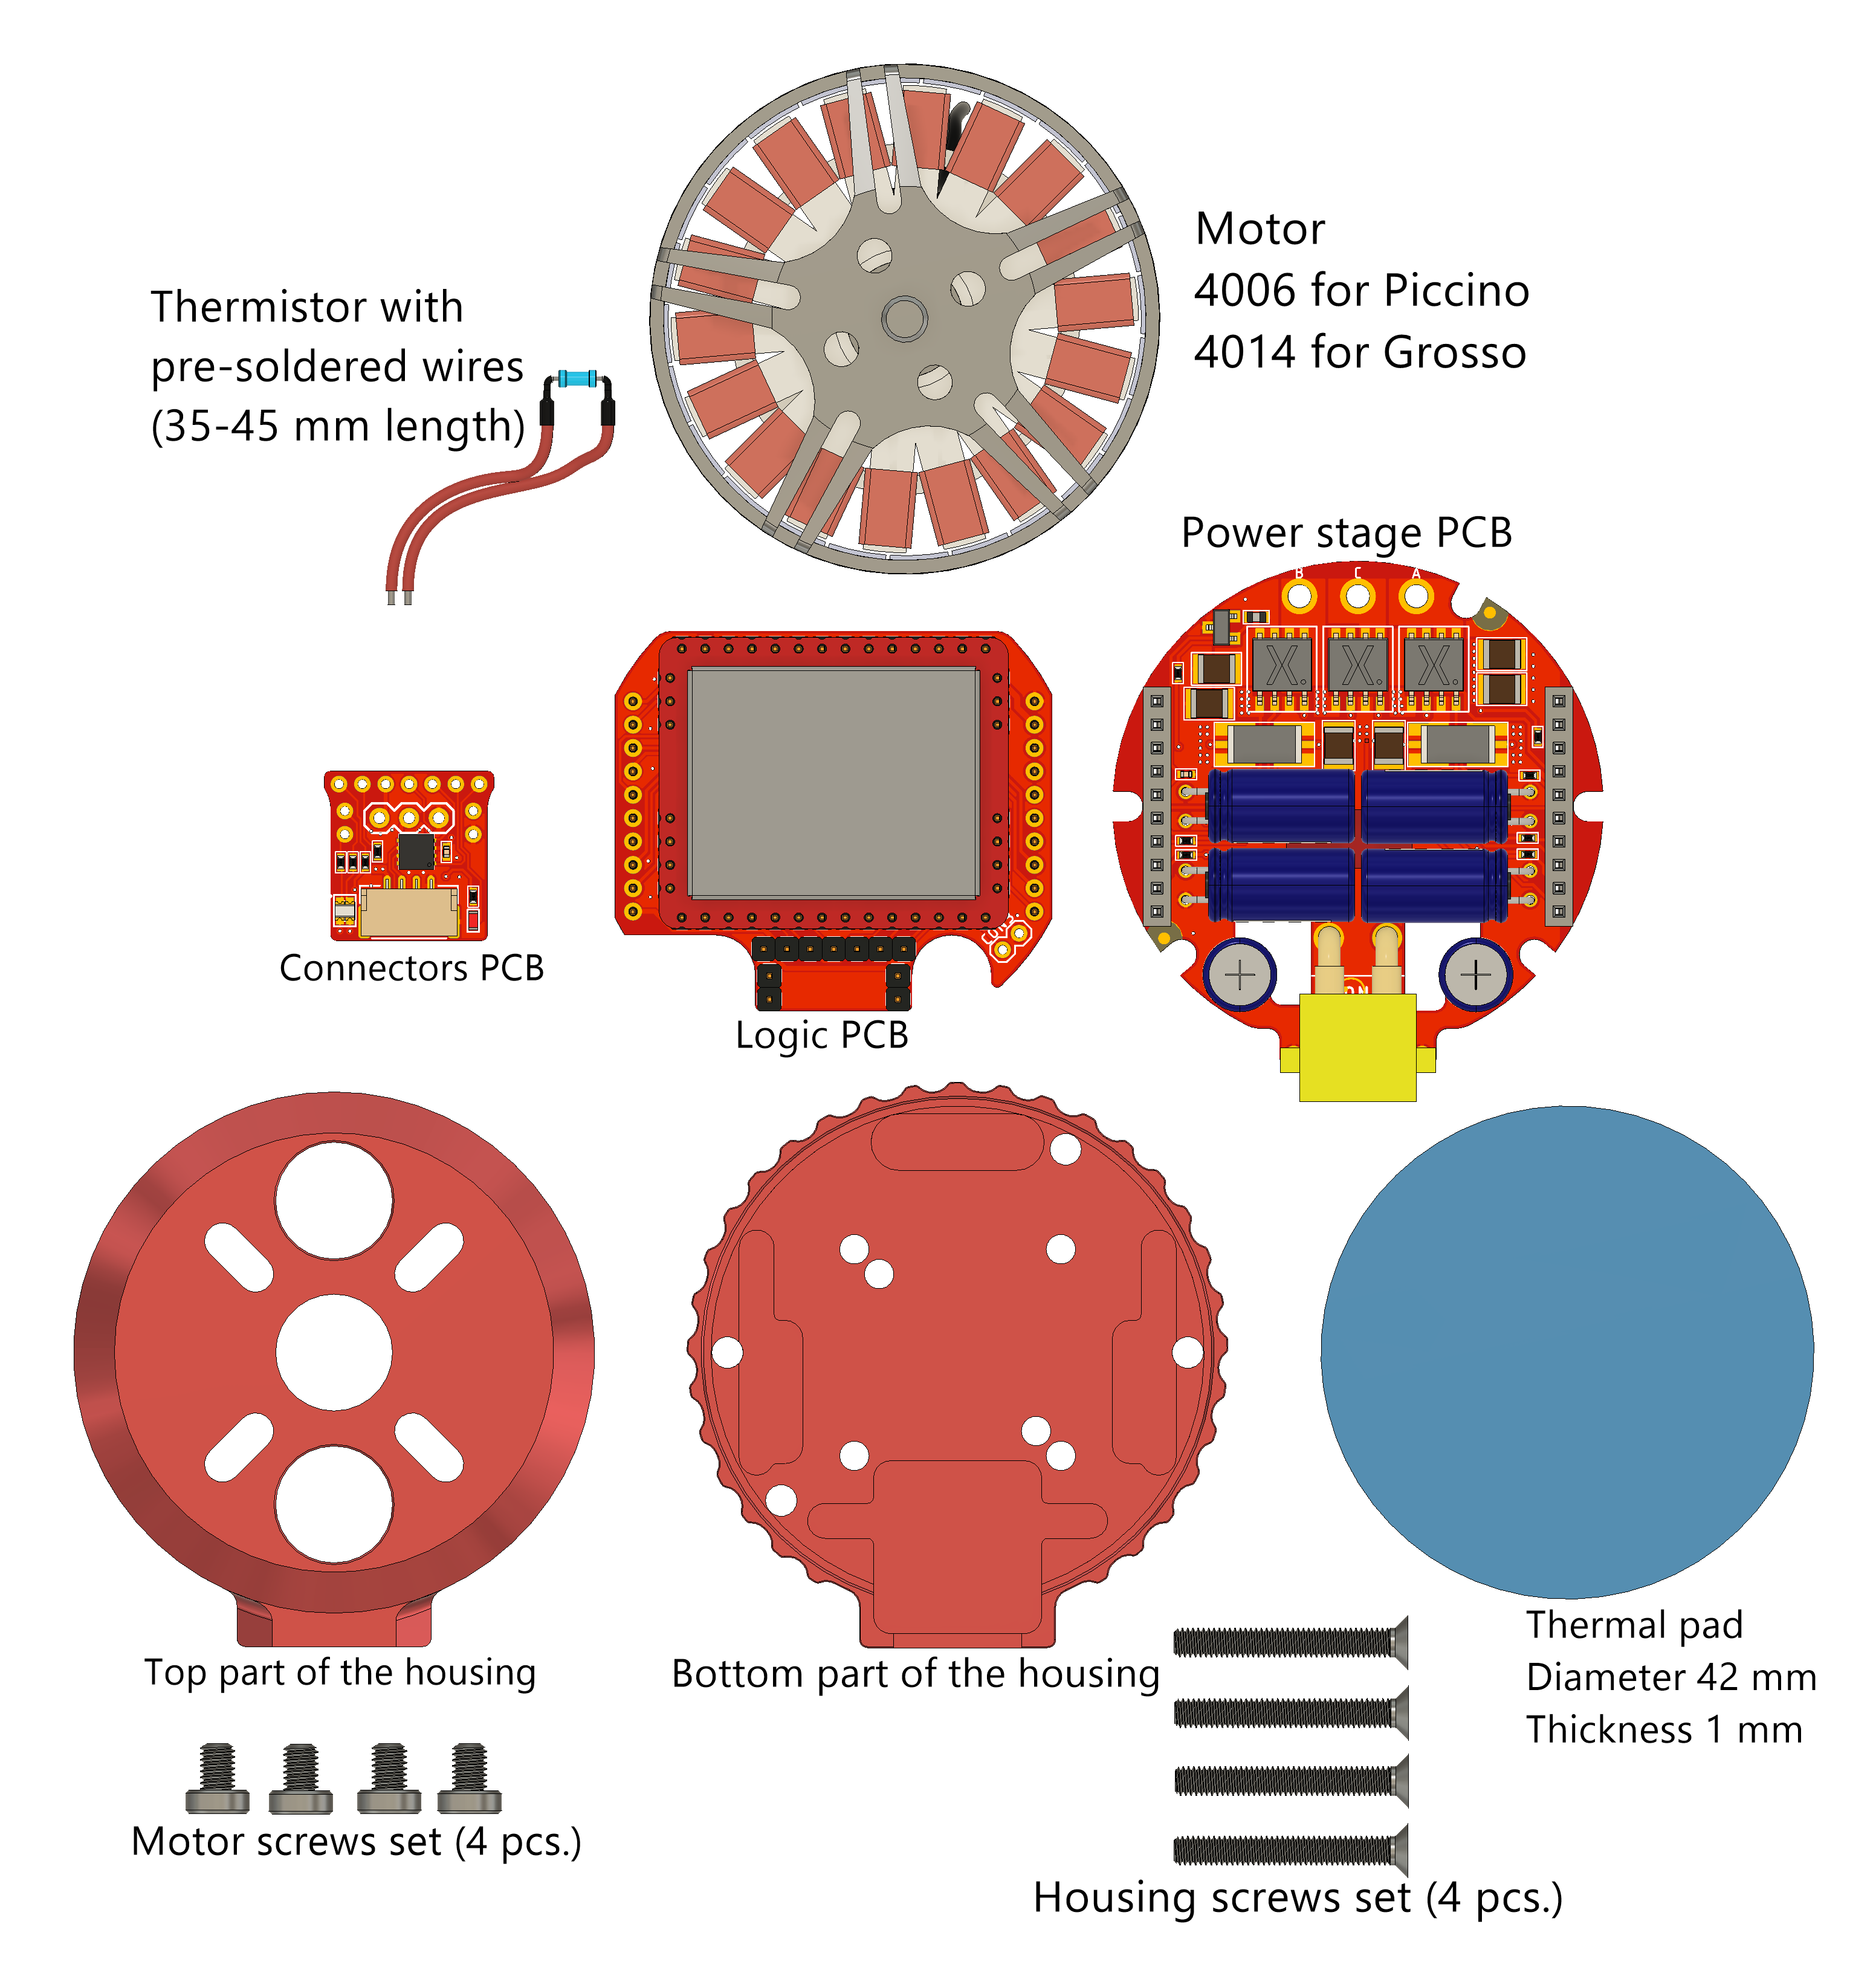 Motor
4006 for Piccino
4014 for Grosso
Thermistor with
pre-soldered wires
(35-45 mm length)
Power stage PCB
B C A
Connectors PCB
Logic PCB
Top part of the housing
Bottom part of the housing
Thermal pad
Diameter 42 mm
Thickness 1 mm
Motor screws set (4 pcs.)
Housing screws set (4 pcs.)